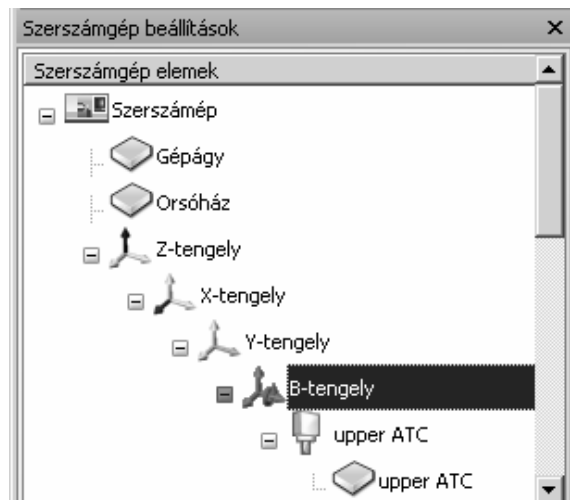 Szerszámgép beállítások
Szerszámgép elemek
Szerszámép
Gépágy
Orsóház
Z-tengely
X-tengely
Y-tengely
B-tengely
upper ATC
upper ATC